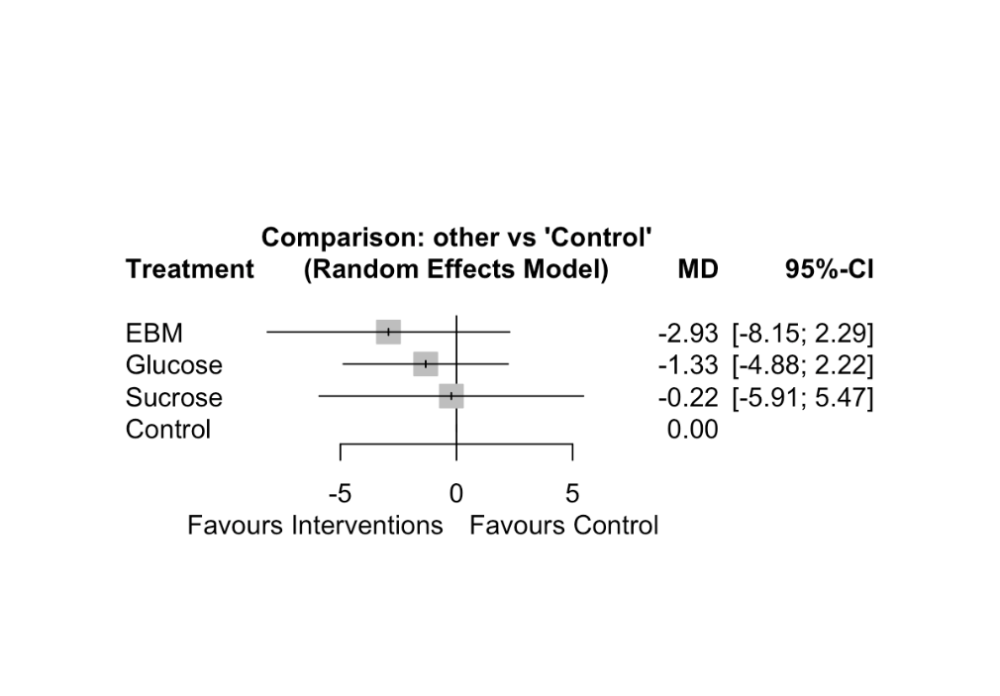 Comparison: other vs 'Control'
Treatment (Random Effects Model) MD 95%-CI
EBM -2.93 [-8.15; 2.29]
Glucose -1.33 [-4.88; 2.22]
Sucrose -0.22 [-5.91; 5.47]
Control 0.00
-5 0 5
Favours Interventions Favours Control